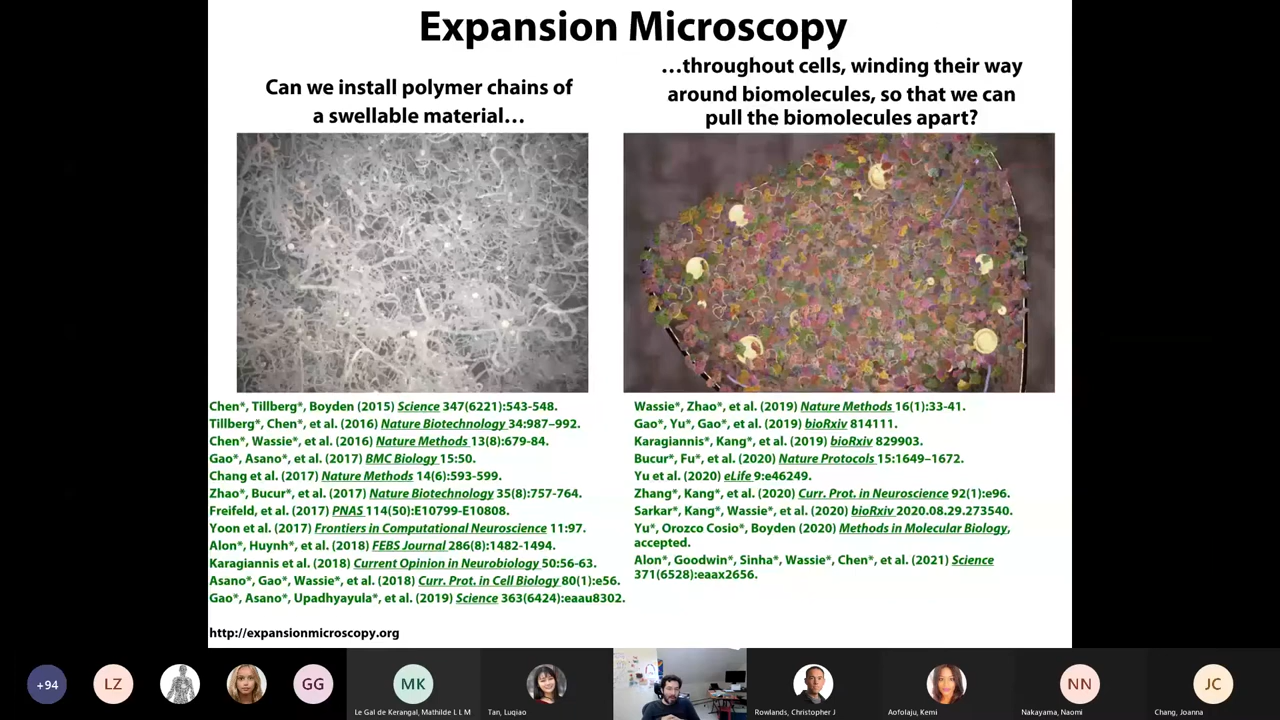 Expansion Microscopy
Can we install polymer chains of
a swellable material…
…throughout cells, winding their way
around biomolecules, so that we can
pull the biomolecules apart?
Chen*, Tillberg*, Boyden (2015) Science 347(6221):543-548.
Tillberg*, Chen*, et al. (2016) Nature Biotechnology 34:987–992.
Chen*, Wassie*, et al. (2016) Nature Methods 13(8):679-84.
Gao*, Asano*, et al. (2017) BMC Biology 15:50.
Chang et al. (2017) Nature Methods 14(6):593-599.
Zhao*, Bucur*, et al. (2017) Nature Biotechnology 35(8):757-764.
Freifeld, et al. (2017) PNAS 114(50):E10799-E10808.
Yoon et al. (2017) Frontiers in Computational Neuroscience 11:97.
Alon*, Huynh*, et al. (2018) FEBS Journal 286(8):1482-1494.
Karagiannis et al. (2018) Current Opinion in Neurobiology 50:56-63.
Asano*, Gao*, Wassie*, et al. (2018) Curr. Prot. in Cell Biology 80(1):e56.
Gao*, Asano*, Upadhyayula*, et al. (2019) Science 363(6424):eaau8302.
Wassie*, Zhao*, et al. (2019) Nature Methods 16(1):33-41.
Gao*, Yu*, Gao*, et al. (2019) bioRxiv 814111.
Karagiannis*, Kang*, et al. (2019) bioRxiv 829903.
Bucur*, Fu*, et al. (2020) Nature Protocols 15:1649–1672.
Yu et al. (2020) eLife 9:e46249.
Zhang*, Kang*, et al. (2020) Curr. Prot. in Neuroscience 92(1):e96.
Sarkar*, Kang*, Wassie*, et al. (2020) bioRxiv 2020.08.29.273540.
Yu*, Orozco Cosio*, Boyden (2020) Methods in Molecular Biology,
accepted.
Alon*, Goodwin*, Sinha*, Wassie*, Chen*, et al. (2021) Science
371(6528):eaax2656.
http://expansionmicroscopy.org
+94
LZ
GG
MK
NN
JC
Le Gal de Kerangal, Mathilde L L M
Tan, Luqiao
Rowlands, Christopher J
Aofolaju, Kemi
Nakayama, Naomi
Chang, Joanna